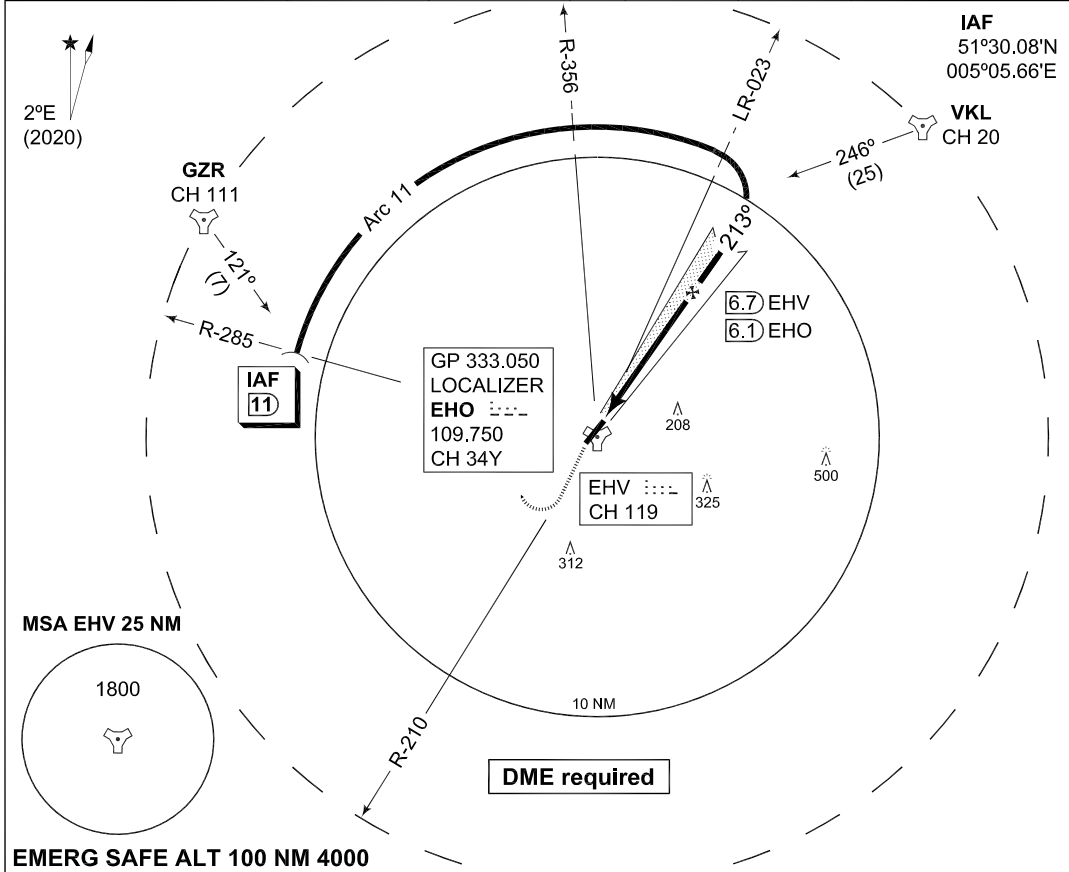 IAF
51º30.08'N
005º05.66'E
2ºE
(2020)
R-356
LR-023
VKL
CH 20
246º
(25)
GZR
CH 111
121º
(7)
Arc 11
213º
R-285
IAF
11
6.7 EHV
6.1 EHO
GP 333.050
LOCALIZER
EHO
109.750
CH 34Y
208
500
EHV
CH 119
325
312
MSA EHV 25 NM
1800
10 NM
R-210
DME required
EMERG SAFE ALT 100 NM 4000